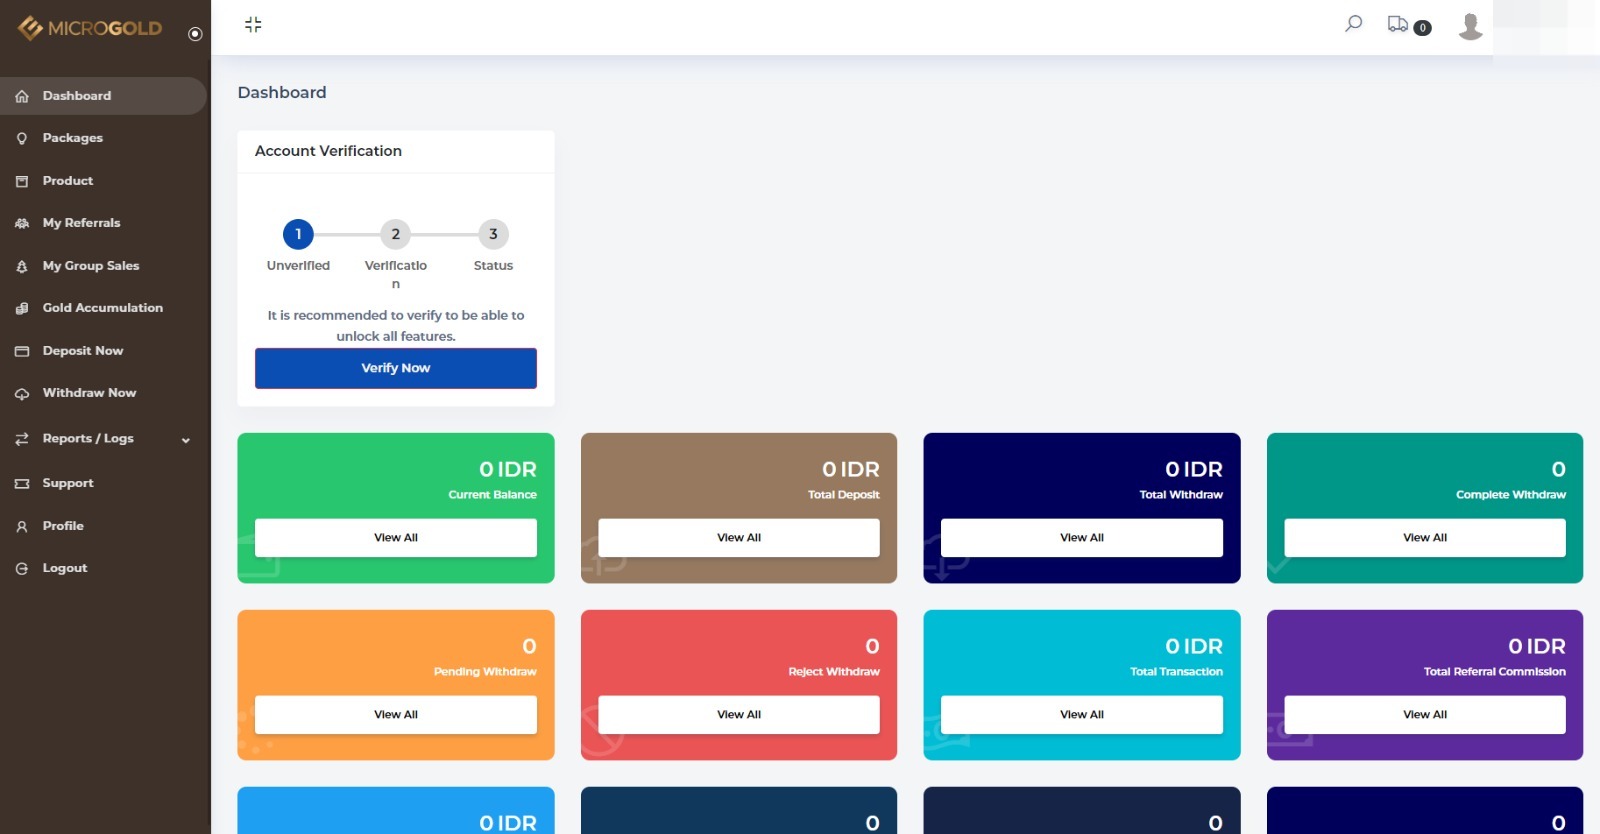 MICROGOLD
0
Dashboard
Packages
Product
My Referrals
My Group Sales
Gold Accumulation
Deposit Now
Withdraw Now
Reports / Logs
Support
Profile
Logout
Dashboard
Account Verification
1 2 3
Unverified Verificatio Status
n
It is recommended to verify to be able to
unlock all features.
Verify Now
0 IDR
Current Balance
View All
0 IDR
Total Deposit
View All
0 IDR
Total Withdraw
View All
0
Complete Withdraw
View All
0
Pending Withdraw
View All
0
Reject Withdraw
View All
0 IDR
Total Transaction
View All
0 IDR
Total Referral Commission
View All
0 IDR
0
0
0